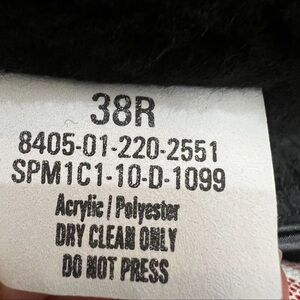 38R
8405-01-220-2551
SPM1C1-10-D-1099
Acrylic / Polyester
DRY CLEAN ONLY
DO NOT PRESS